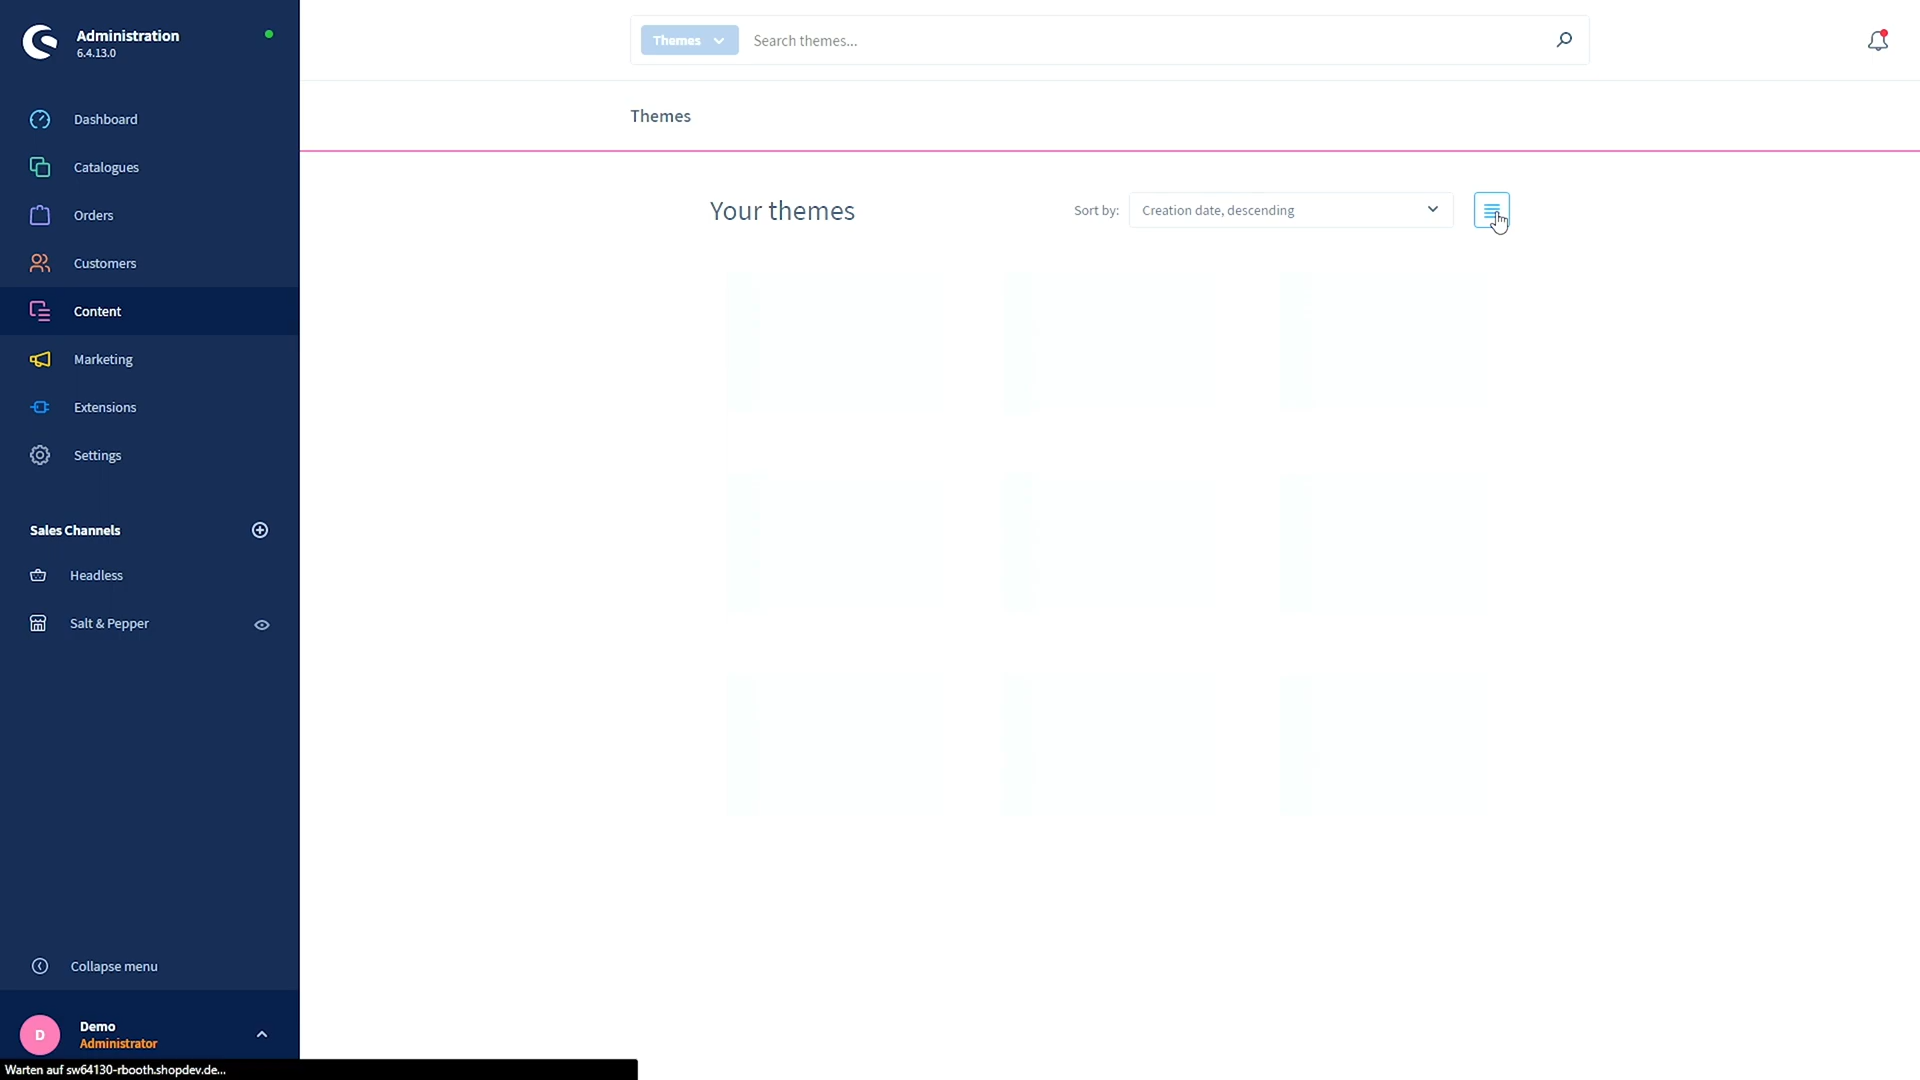 Administration
6.4.13.0
Themes
Search themes...
Dashboard
Catalogues
Orders
Customers
Content
Marketing
Extensions
Settings
Sales Channels
Headless
Salt & Pepper
Collapse menu
D
Demo
Administrator
Warten auf sw64130-rbooth.shopdev.de...
Themes
Your themes
Sort by:
Creation date, descending